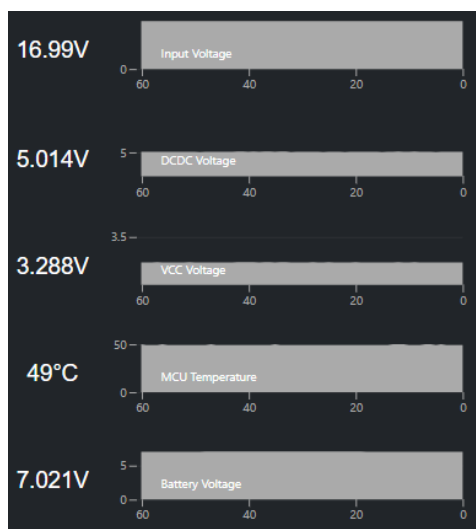 16.99V
Input Voltage
0
60 40 20 0
5.014V
5
DCDC Voltage
60 40 20 0
3.5
3.288V
VCC Voltage
60 40 20 0
50
49°C
MCU Temperature
0
60 40 20 0
5
7.021V
Battery Voltage
0
60 40 20 0